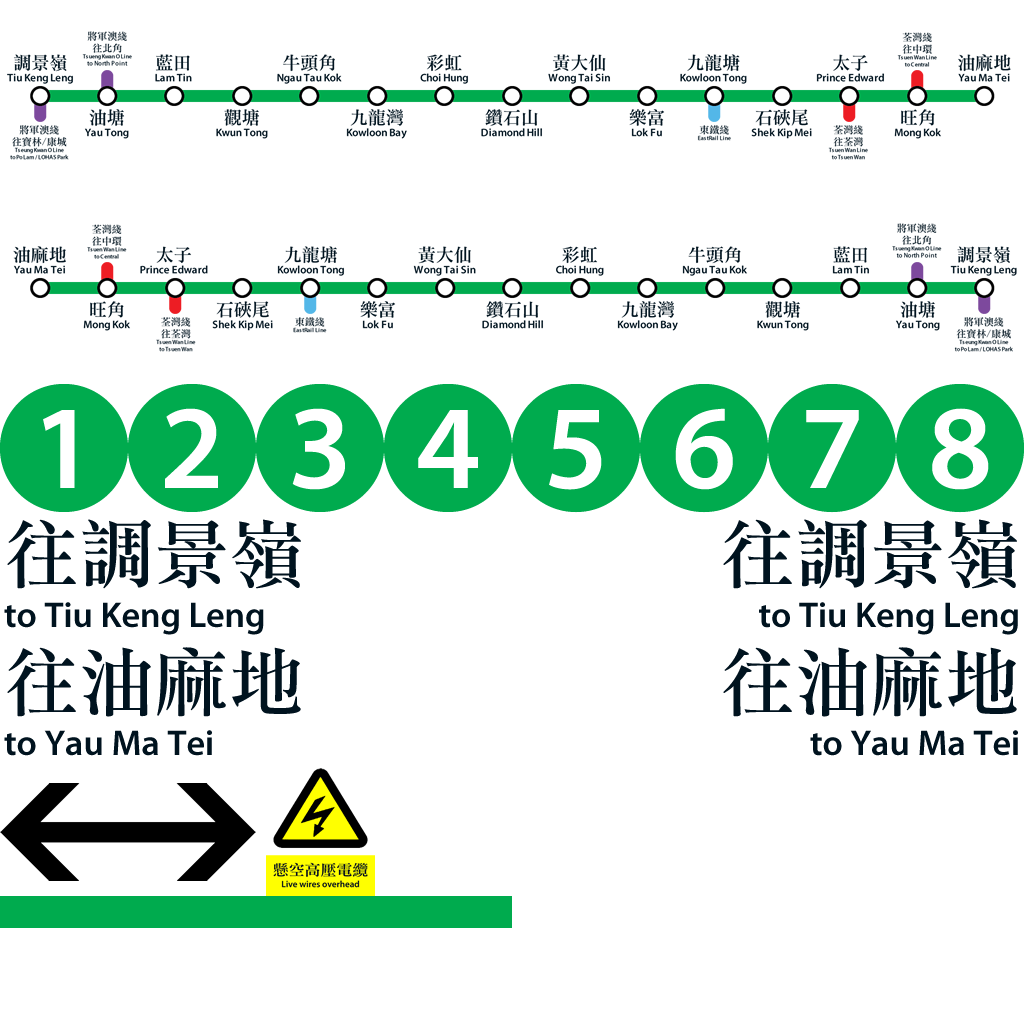 將軍澳綫
往北角
Tseung Kwan O Line
to North Point
荃灣綫
往中環
Tsuen Wan Line
to Central
調景嶺
Tiu Keng Leng
藍田
Lam Tin
牛頭角
Ngau Tau Kok
彩虹
Choi Hung
黃大仙
Wong Tai Sin
九龍塘
Kowloon Tong
太子
Prince Edward
油麻地
Yau Ma Tei
油塘
Yau Tong
觀塘
Kwun Tong
九龍灣
Kowloon Bay
鑽石山
Diamond Hill
樂富
Lok Fu
石硤尾
Shek Kip Mei
旺角
Mong Kok
將軍澳綫
往寶林/康城
Tseung Kwan O Line
to Po Lam / LOHAS Park
東鐵綫
East Rail Line
荃灣綫
往荃灣
Tsuen Wan Line
to Tsuen Wan
荃灣綫
往中環
Tsuen Wan Line
to Central
將軍澳綫
往北角
Tseung Kwan O Line
to North Point
油麻地
Yau Ma Tei
太子
Prince Edward
九龍塘
Kowloon Tong
黃大仙
Wong Tai Sin
彩虹
Choi Hung
牛頭角
Ngau Tau Kok
藍田
Lam Tin
調景嶺
Tiu Keng Leng
旺角
Mong Kok
石硤尾
Shek Kip Mei
樂富
Lok Fu
鑽石山
Diamond Hill
九龍灣
Kowloon Bay
觀塘
Kwun Tong
油塘
Yau Tong
荃灣綫
往荃灣
Tsuen Wan Line
to Tsuen Wan
東鐵綫
East Rail Line
將軍澳綫
往寶林/康城
Tseung Kwan O Line
to Po Lam / LOHAS Park
1 2 3 4 5 6 7 8
往調景嶺
to Tiu Keng Leng
往調景嶺
to Tiu Keng Leng
往油麻地
to Yau Ma Tei
往油麻地
to Yau Ma Tei
懸空高壓電纜
Live wires overhead